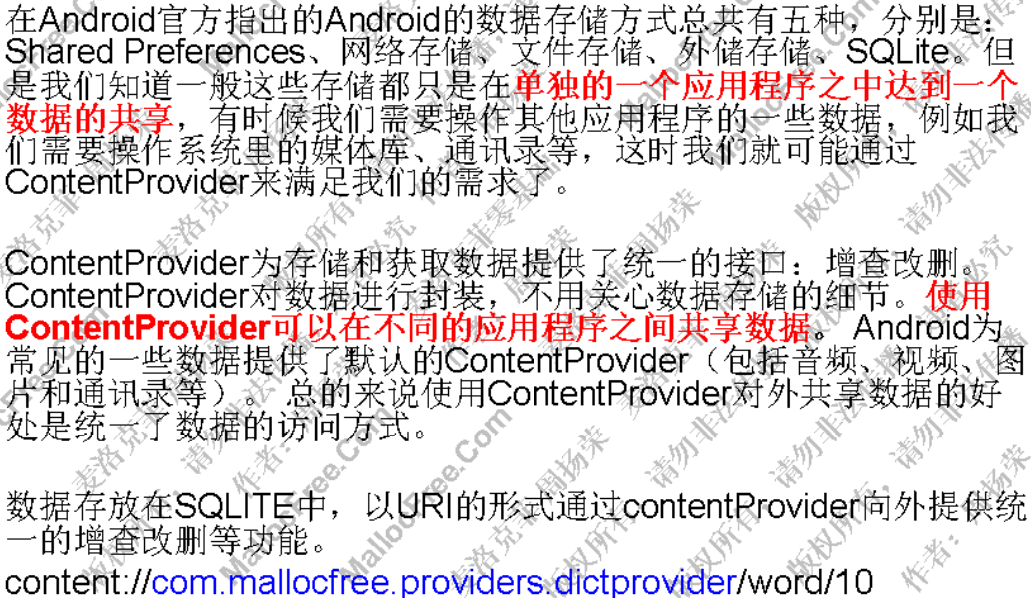 在Android官方指出的Android的数据存储方式总共有五种，分别是：
Shared Preferences、网络存储、文件存储、外储存储、SQLite。但
是我们知道一般这些存储都只是在单独的一个应用程序之中达到一个
数据的共享，有时候我们需要操作其他应用程序的一些数据，例如我
们需要操作系统里的媒体库、通讯录等，这时我们就可能通过
ContentProvider来满足我们的需求了。
ContentProvider为存储和获取数据提供了统一的接口：增查改删。
ContentProvider对数据进行封装，不用关心数据存储的细节。使用
ContentProvider可以在不同的应用程序之间共享数据。 Android为
常见的一些数据提供了默认的ContentProvider（包括音频、视频、图
片和通讯录等）。 总的来说使用ContentProvider对外共享数据的好
处是统一了数据的访问方式。
数据存放在SQLITE中，以URI的形式通过contentProvider向外提供统
一的增查改删等功能。
content://com.mallocfree.providers.dictprovider/word/10